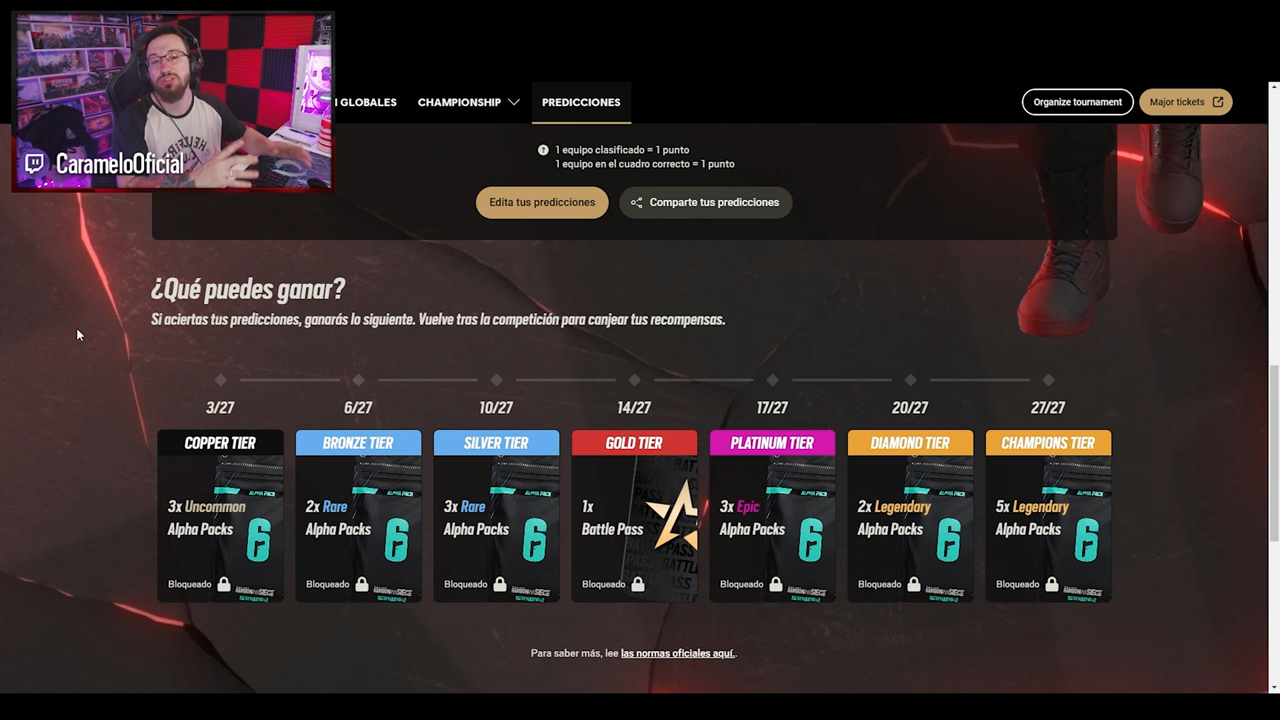 I GLOBALES
CHAMPIONSHIP
PREDICCIONES
Organize tournament
Major tickets
CarameloOficial
1 equipo clasificado = 1 punto
1 equipo en el cuadro correcto = 1 punto
Edita tus predicciones
Comparte tus predicciones
¿Qué puedes ganar?
Si aciertas tus predicciones, ganarás lo siguiente. Vuelve tras la competición para canjear tus recompensas.
3/27
6/27
10/27
14/27
17/27
20/27
27/27
COPPER TIER
3x Uncommon
Alpha Packs
Bloqueado
BRONZE TIER
2x Rare
Alpha Packs
Bloqueado
SILVER TIER
3x Rare
Alpha Packs
Bloqueado
GOLD TIER
1x
Battle Pass
Bloqueado
PLATINUM TIER
3x Epic
Alpha Packs
Bloqueado
DIAMOND TIER
2x Legendary
Alpha Packs
Bloqueado
CHAMPIONS TIER
5x Legendary
Alpha Packs
Bloqueado
Para saber más, lee las normas oficiales aquí..